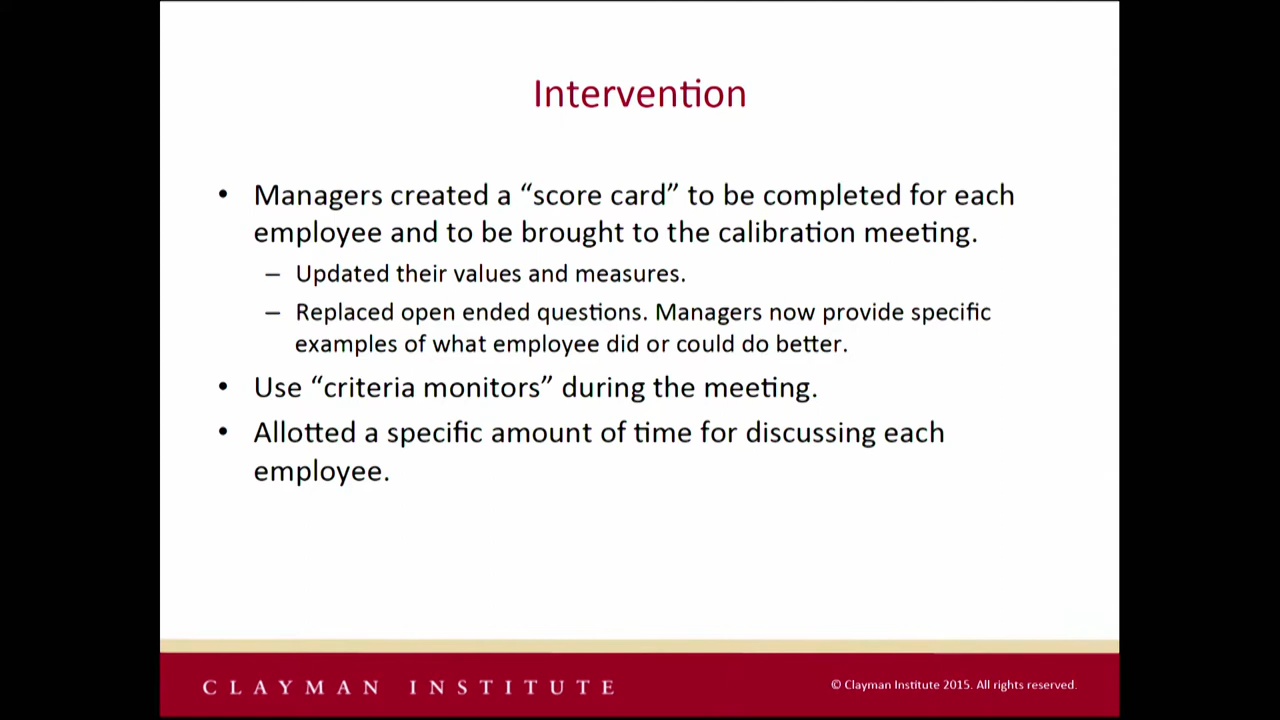 Intervention
• Managers created a “score card” to be completed for each
employee and to be brought to the calibration meeting.
– Updated their values and measures.
– Replaced open ended questions. Managers now provide specific
examples of what employee did or could do better.
• Use “criteria monitors” during the meeting.
• Allotted a specific amount of time for discussing each
employee.
CLAYMAN INSTITUTE
© Clayman Institute 2015. All rights reserved.